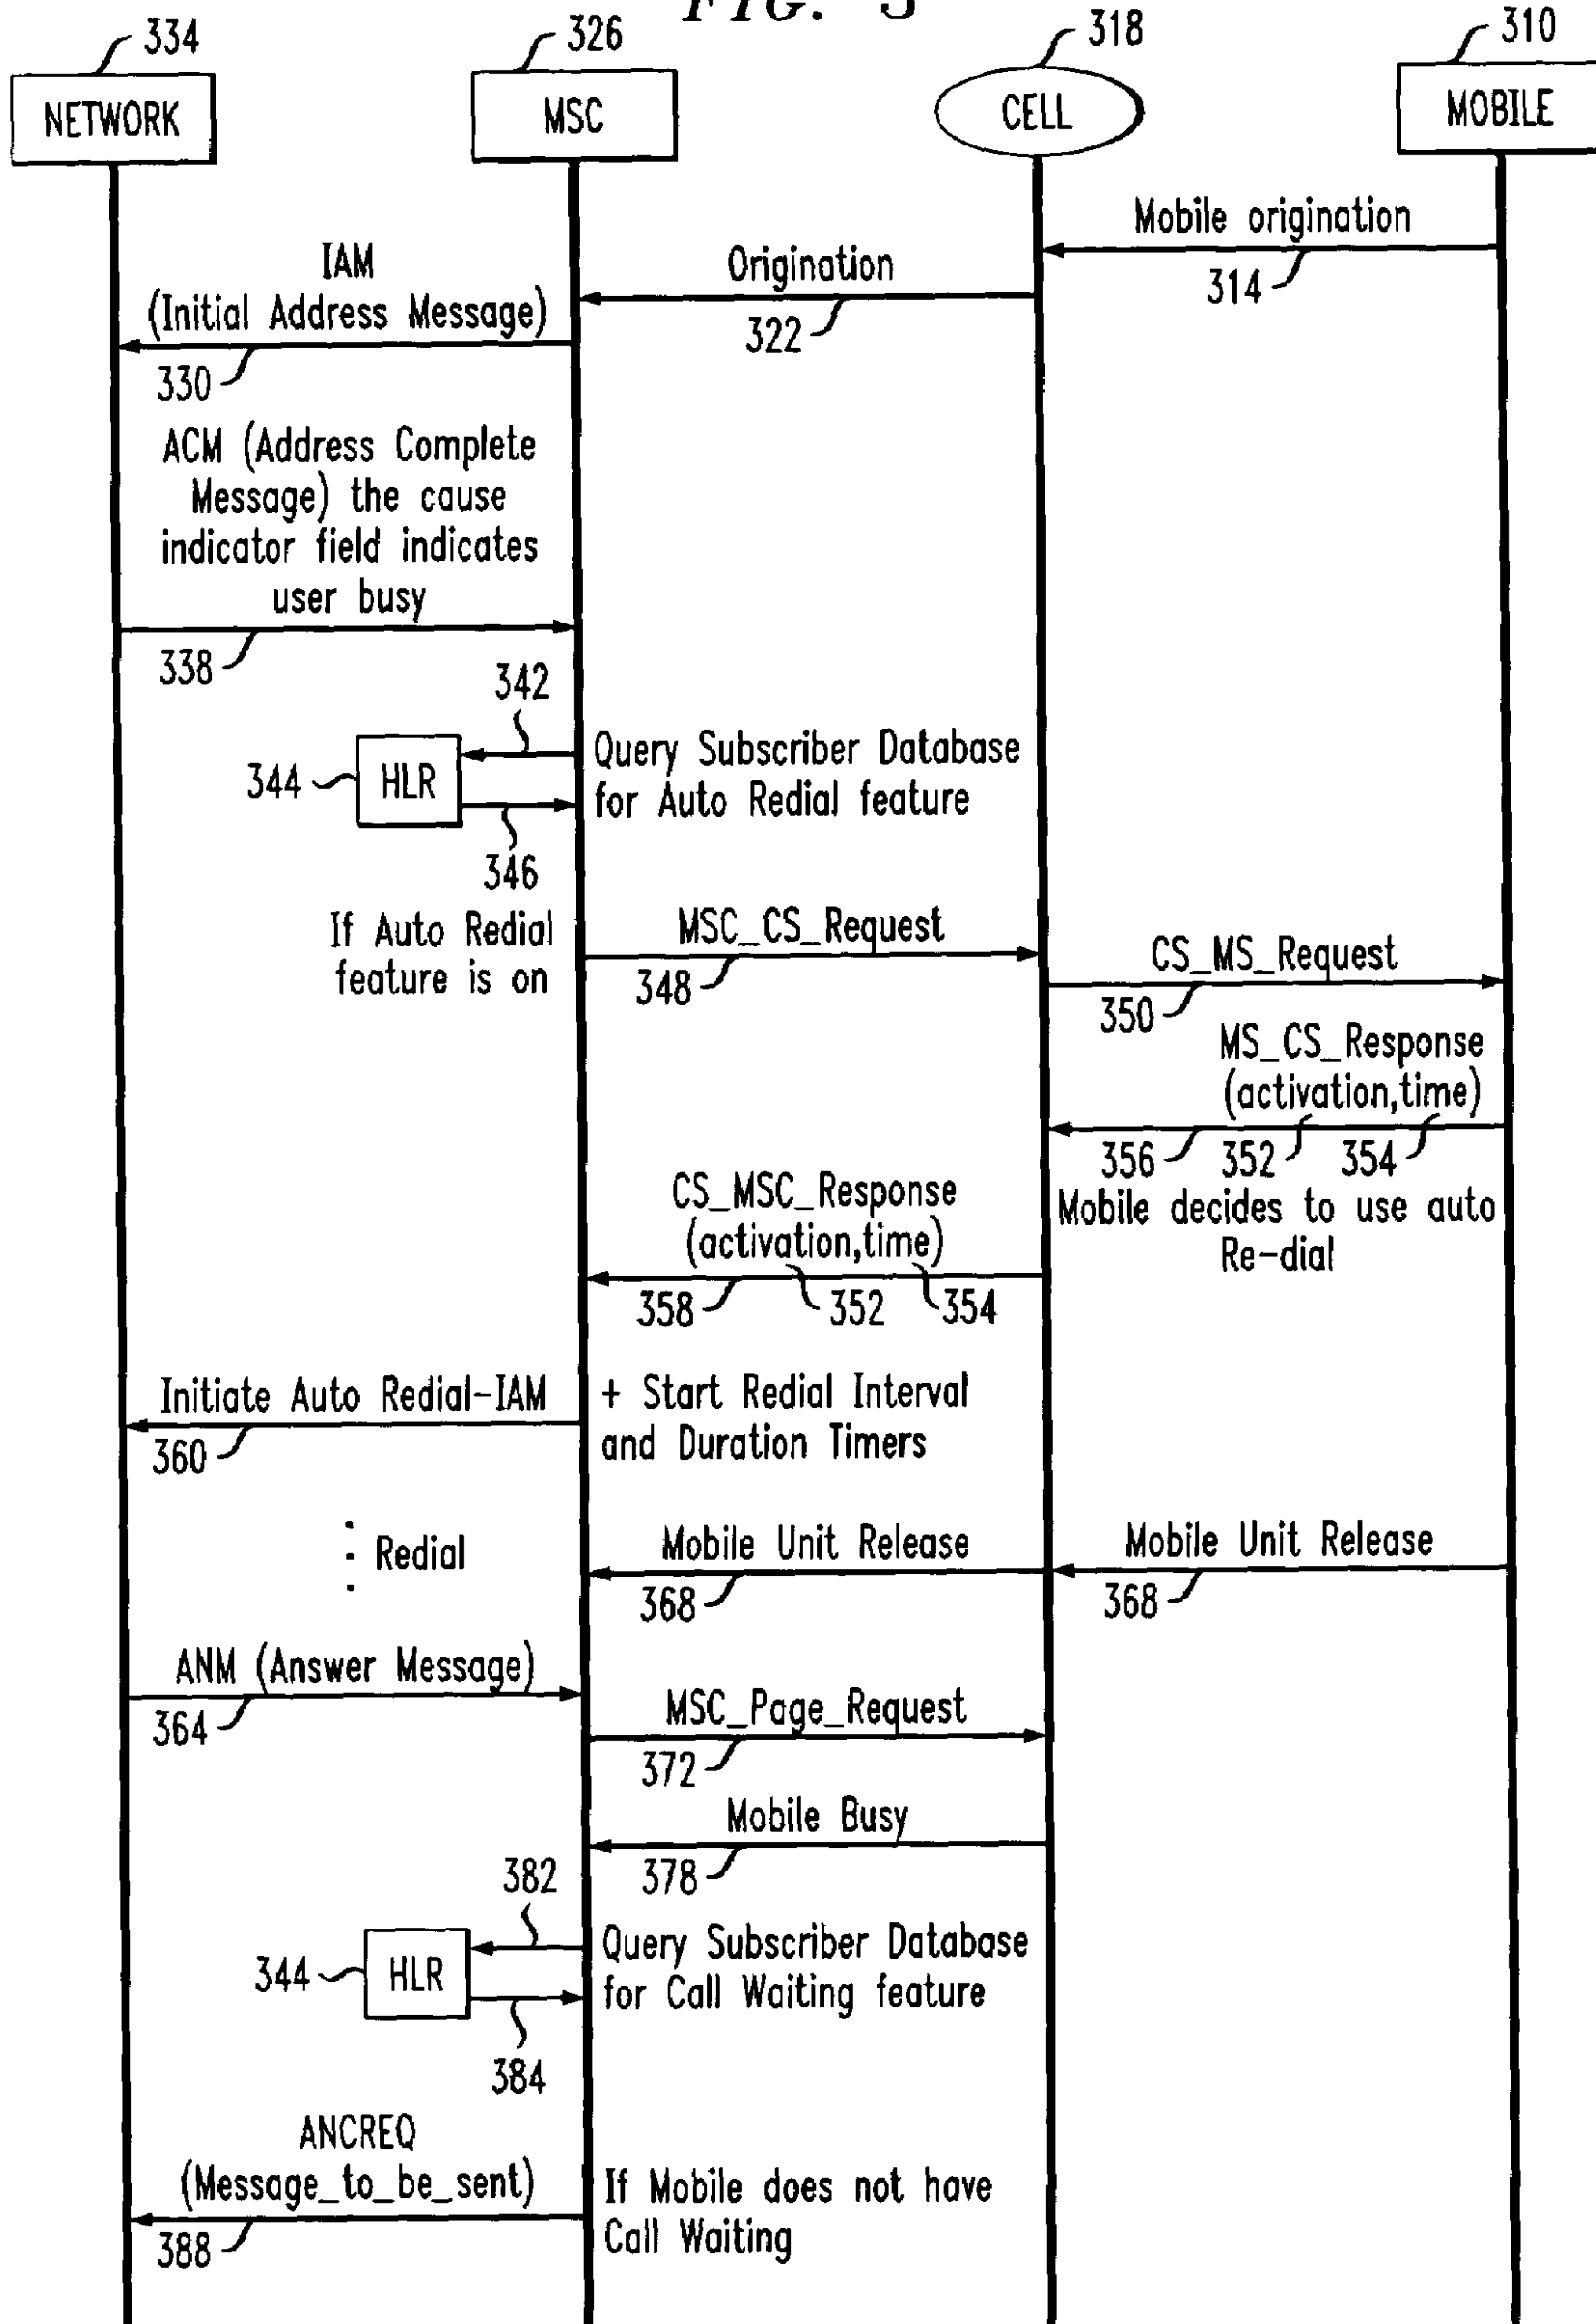 FIG. 3
334
326
318
310
NETWORK
MSC
CELL
MOBILE
Mobile origination
314
Origination
322
IAM
(Initial Address Message)
330
ACM (Address Complete
Message) the cause
indicator field indicates
user busy
338
342
344
HLR
Query Subscriber Database
for Auto Redial feature
346
If Auto Redial
feature is on
MSC_CS_Request
348
CS_MS_Request
350
MS_CS_Response
(activation,time)
356
352
354
Mobile decides to use auto
Re-dial
CS_MSC_Response
(activation,time)
358
352
354
Initiate Auto Redial-IAM
360
+ Start Redial Interval
and Duration Timers
Redial
Mobile Unit Release
368
Mobile Unit Release
368
ANM (Answer Message)
364
MSC_Page_Request
372
Mobile Busy
378
382
344
HLR
Query Subscriber Database
for Call Waiting feature
384
ANCREQ
(Message_to_be_sent)
388
If Mobile does not have
Call Waiting